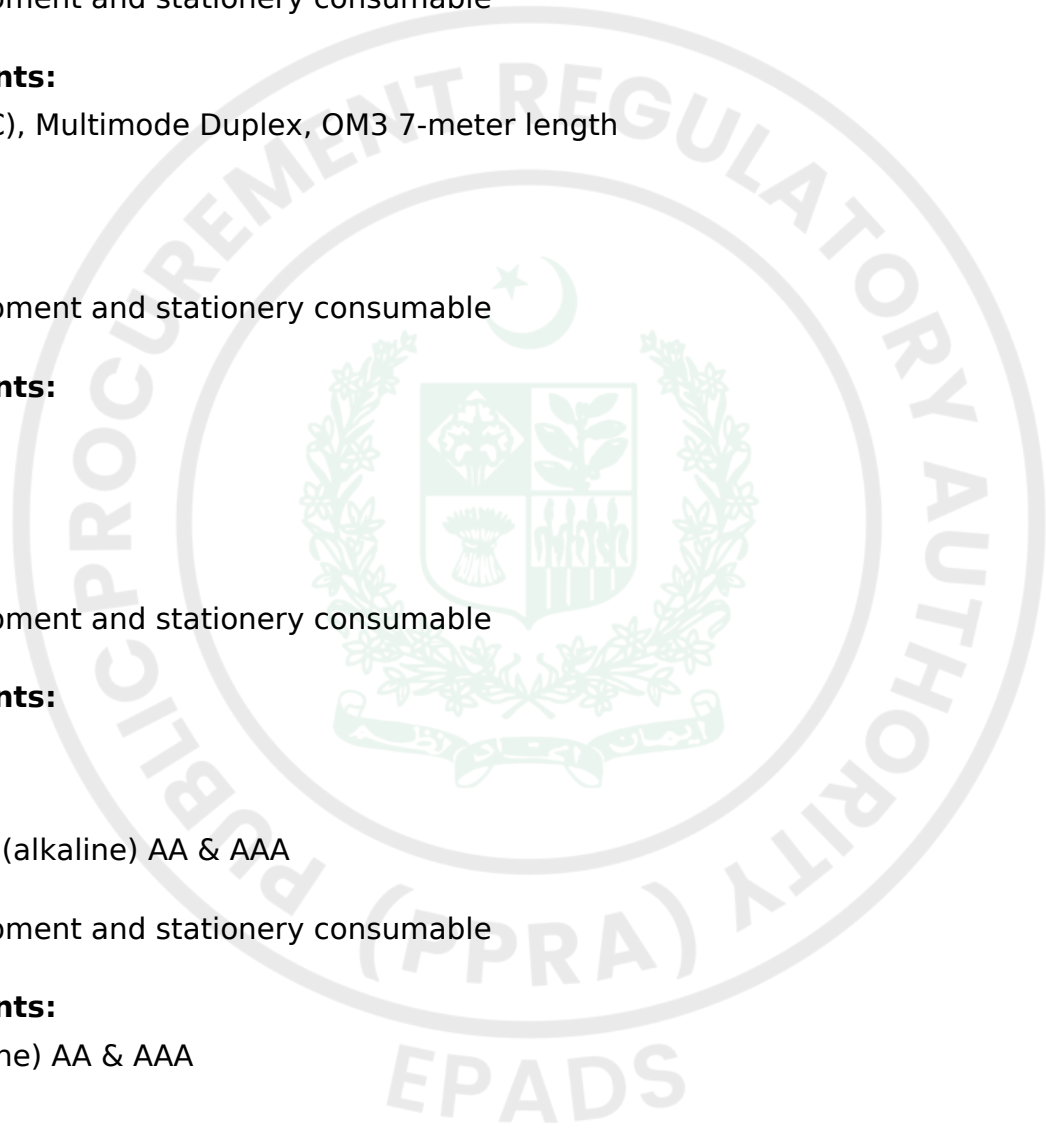 oment and stationery consumable
nts:
C), Multimode Duplex, OM3 7-meter length
oment and stationery consumable
nts:
oment and stationery consumable
nts:
(alkaline) AA & AAA
oment and stationery consumable
nts:
ne) AA & AAA
PUBLIC PROCUREMENT REGULATORY AUTHORITY
(PPRA)
EPADS